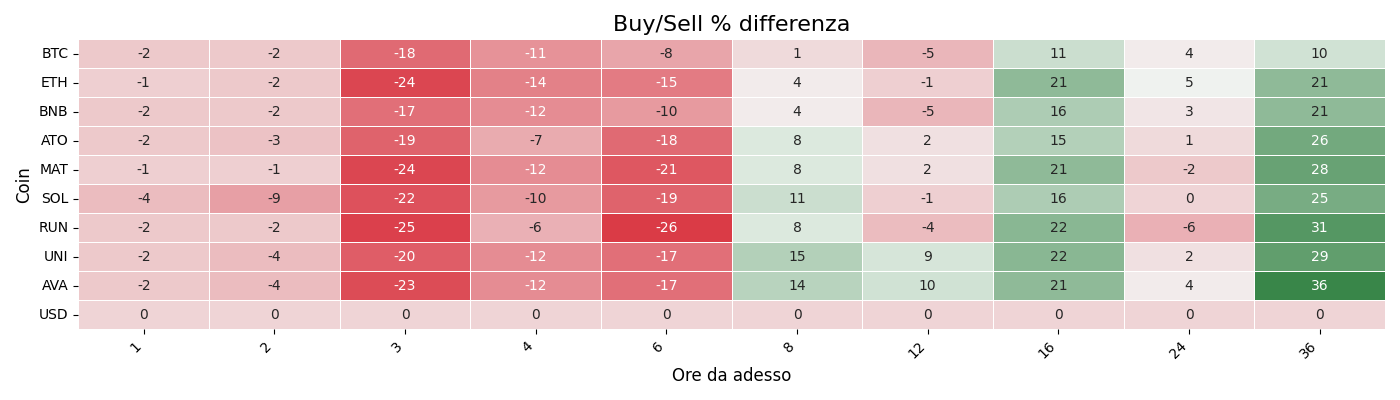 Buy/Sell % differenza
Coin
BTC -2 -2 -18 -11 -8 1 -5 11 4 10
ETH -1 -2 -24 -14 -15 4 -1 21 5 21
BNB -2 -2 -17 -12 -10 4 -5 16 3 21
ATO -2 -3 -19 -7 -18 8 2 15 1 26
MAT -1 -1 -24 -12 -21 8 2 21 -2 28
SOL -4 -9 -22 -10 -19 11 -1 16 0 25
RUN -2 -2 -25 -6 -26 8 -4 22 -6 31
UNI -2 -4 -20 -12 -17 15 9 22 2 29
AVA -2 -4 -23 -12 -17 14 10 21 4 36
USD 0 0 0 0 0 0 0 0 0 0
1 2 3 4 6 8 12 16 24 36
Ore da adesso